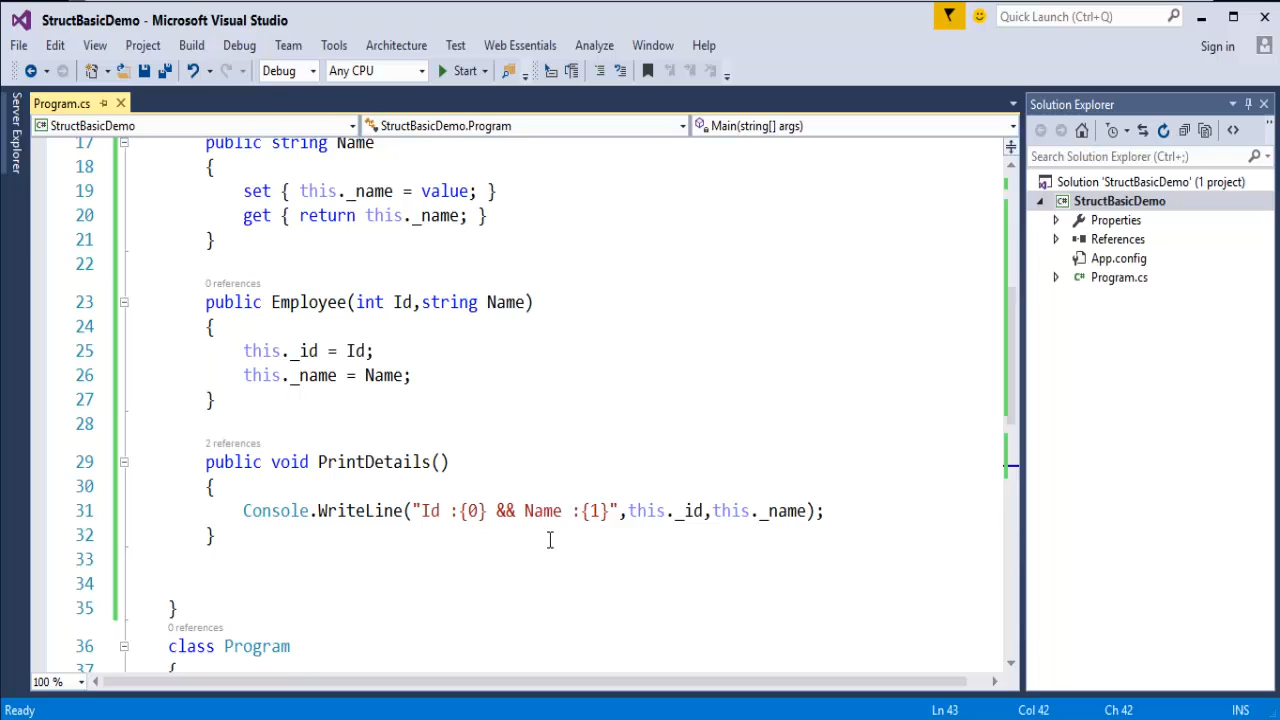 StructBasicDemo - Microsoft Visual Studio
Quick Launch (Ctrl+Q)
File Edit View Project Build Debug Team Tools Architecture Test Web Essentials Analyze Window Help
Sign in
Debug Any CPU Start
Server Explorer
Program.cs
StructBasicDemo StructBasicDemo.Program Main(string[] args)
17 public string Name
18 {
19 set { this._name = value; }
20 get { return this._name; }
21 }
22
0 references
23 public Employee(int Id,string Name)
24 {
25 this._id = Id;
26 this._name = Name;
27 }
28
2 references
29 public void PrintDetails()
30 {
31 Console.WriteLine("Id :{0} && Name :{1}",this._id,this._name);
32 }
33
34
35 }
0 references
36 class Program
37 {
100 %
Solution Explorer
Search Solution Explorer (Ctrl+;)
Solution 'StructBasicDemo' (1 project)
StructBasicDemo
Properties
References
App.config
Program.cs
Ready Ln 43 Col 42 Ch 42 INS